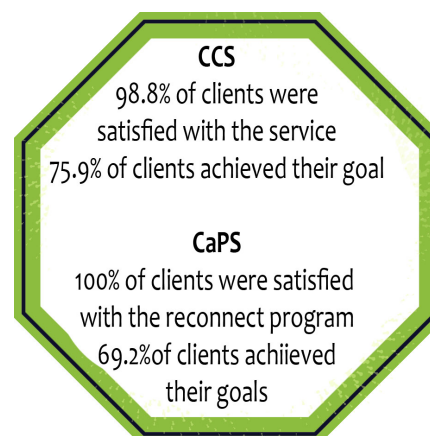 CCS
98.8% of clients were
satisfied with the service
75.9% of clients achieved their goal
CaPS
100% of clients were satisfied
with the reconnect program
69.2%of clients achiieved
their goals